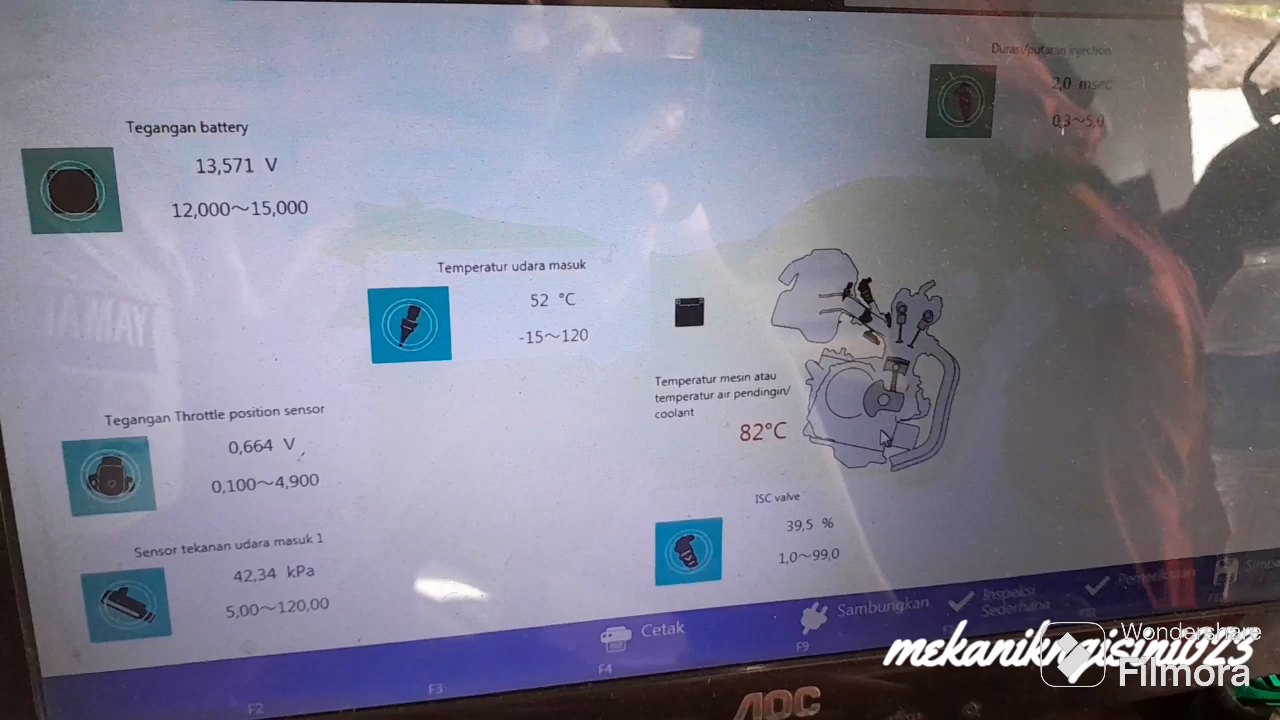 Durasi/putaran injection
2,0 msec
0,3~5,0
Tegangan battery
13,571 V
12,000~15,000
Temperatur udara masuk
52 °C
-15~120
Temperatur mesin atau
temperatur air pendingin/
coolant
82°C
Tegangan Throttle position sensor
0,664 V
0,100~4,900
ISC valve
39,5 %
1,0~99,0
Sensor tekanan udara masuk 1
42,34 kPa
5,00~120,00
F2
F3
Cetak
F4
Sambungkan
F9
Inspeksi
Sederhana
Wondershare
Filmora
AOC